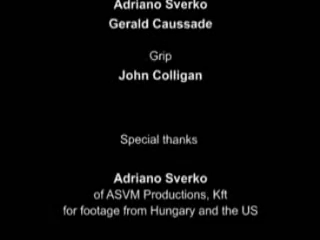 Adriano Sverko
Gerald Caussade
Grip
John Colligan
Special thanks
Adriano Sverko
of ASVM Productions, Kft
for footage from Hungary and the US